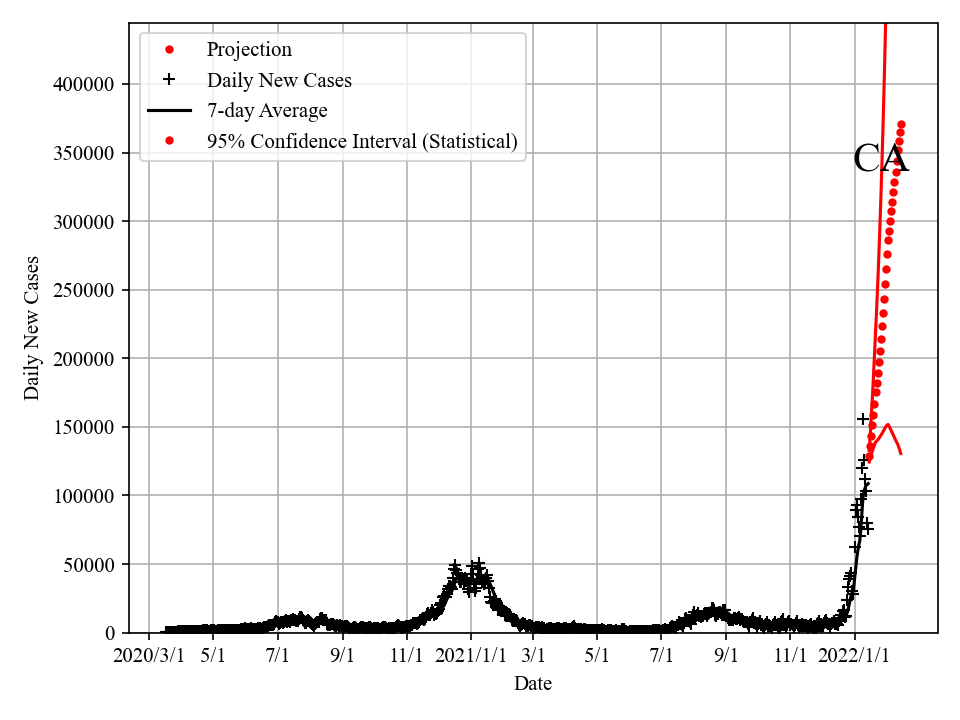 Projection
Daily New Cases
7-day Average
95% Confidence Interval (Statistical)
CA
400000
350000
300000
250000
200000
150000
100000
50000
0
Daily New Cases
2020/3/1 5/1 7/1 9/1 11/1 2021/1/1 3/1 5/1 7/1 9/1 11/1 2022/1/1
Date